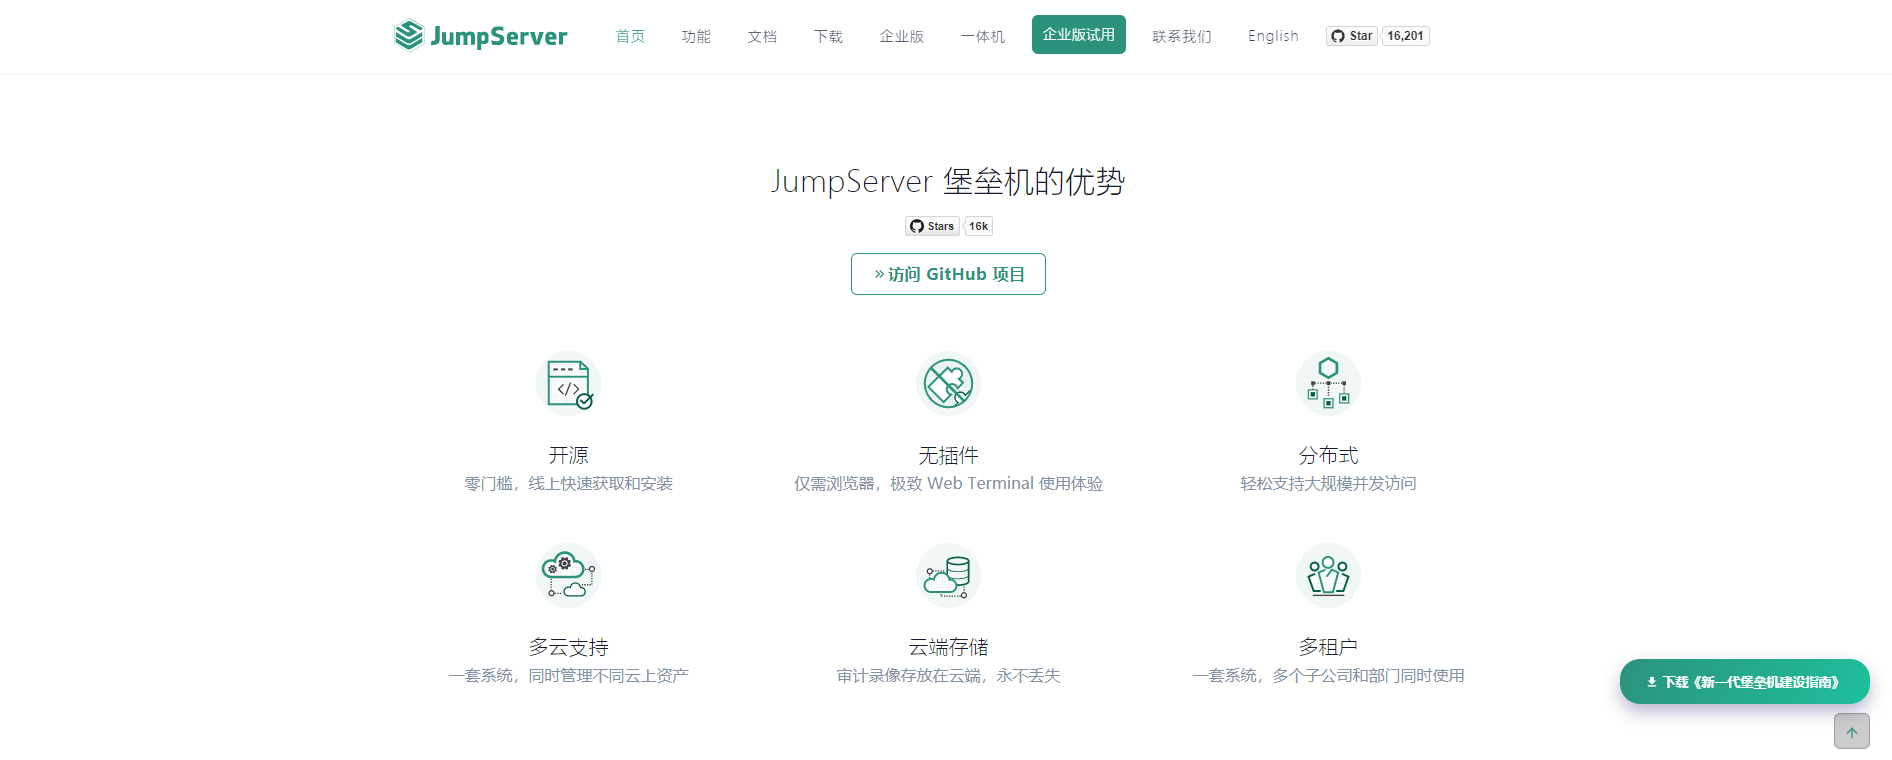 JumpServer 首页 功能 文档 下载 企业版 一体机 企业版试用 联系我们 English Star 16,201
JumpServer 堡垒机的优势
Stars 16k
» 访问 GitHub 项目
</>
开源
零门槛，线上快速获取和安装
无插件
仅需浏览器，极致 Web Terminal 使用体验
分布式
轻松支持大规模并发访问
多云支持
一套系统，同时管理不同云上资产
云端存储
审计录像存放在云端，永不丢失
多租户
一套系统，多个子公司和部门同时使用
下载《新一代堡垒机建设指南》